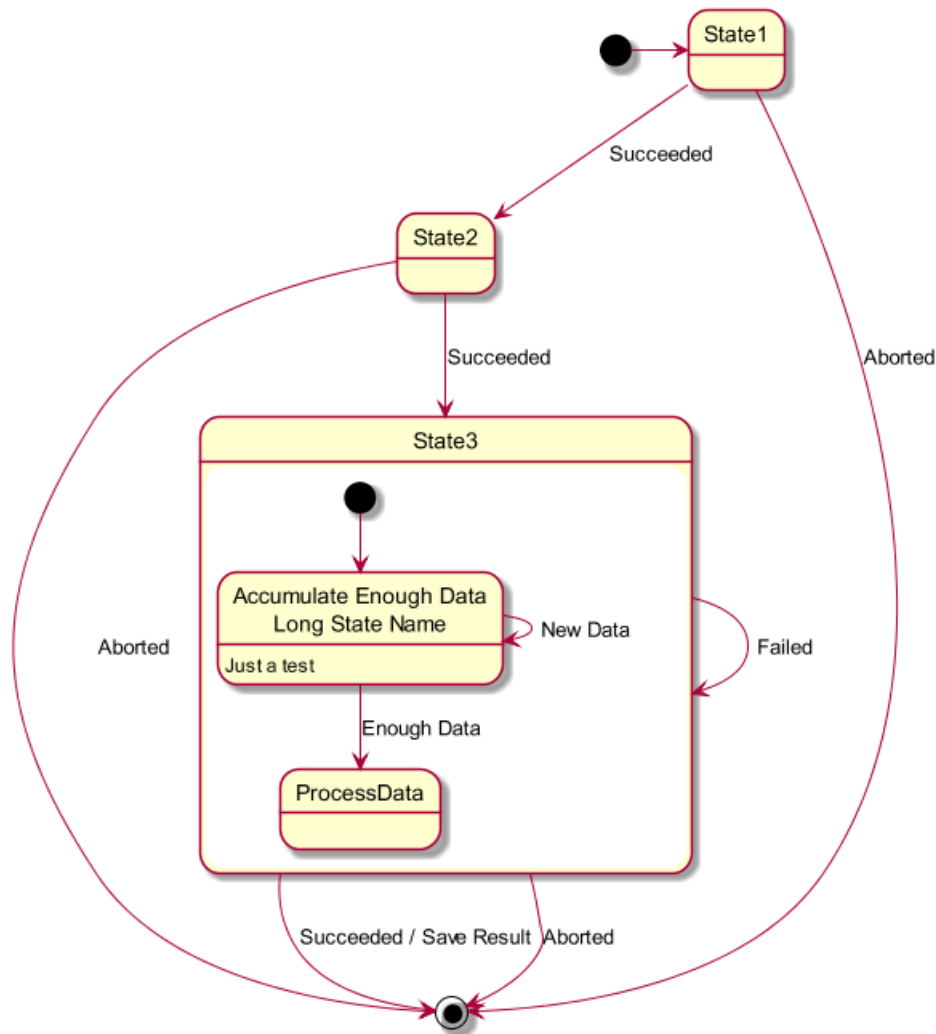 State1
Succeeded
State2
Succeeded
Aborted
State3
Accumulate Enough Data
Long State Name
New Data
Just a test
Aborted
Failed
Enough Data
ProcessData
Succeeded / Save Result
Aborted